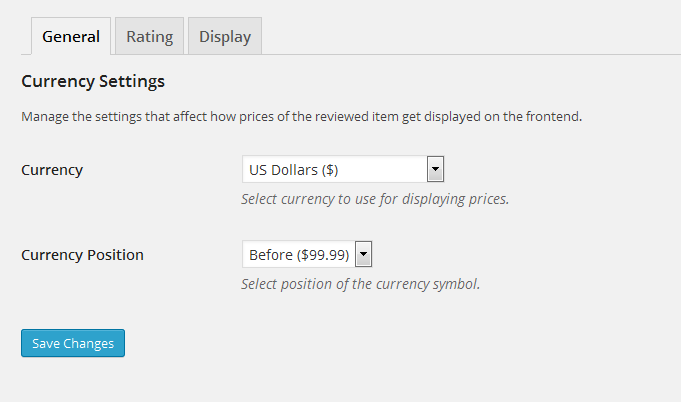 General Rating Display
Currency Settings
Manage the settings that affect how prices of the reviewed item get displayed on the frontend.
Currency US Dollars ($)
Select currency to use for displaying prices.
Currency Position Before ($99.99)
Select position of the currency symbol.
Save Changes